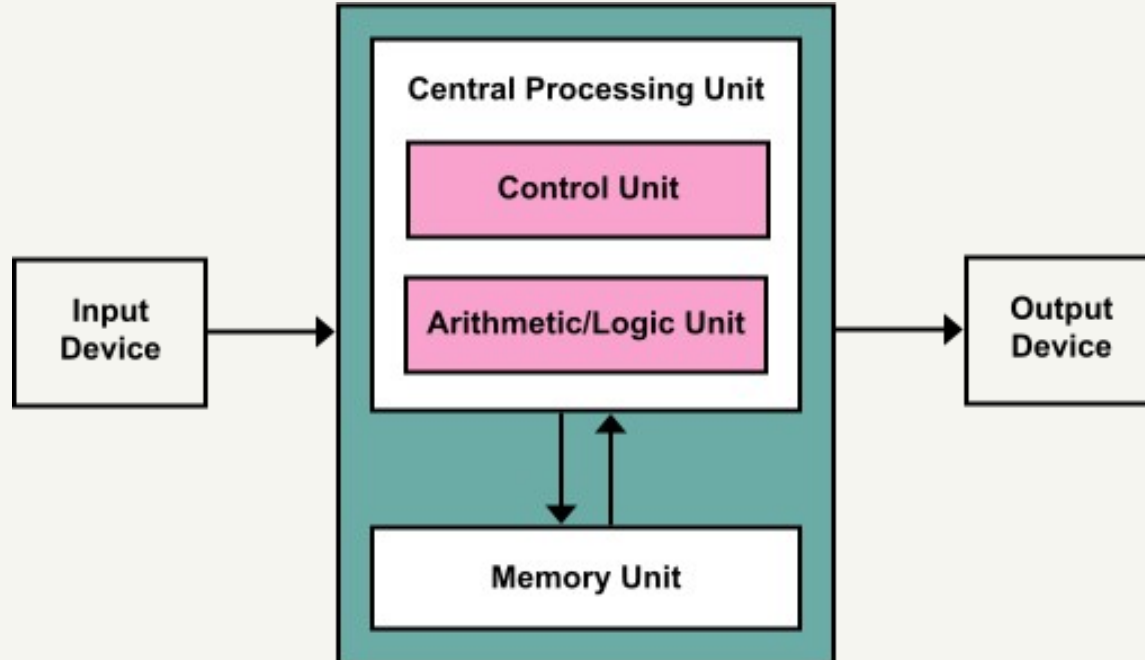 Central Processing Unit
Control Unit
Arithmetic/Logic Unit
Input
Device
Output
Device
Memory Unit